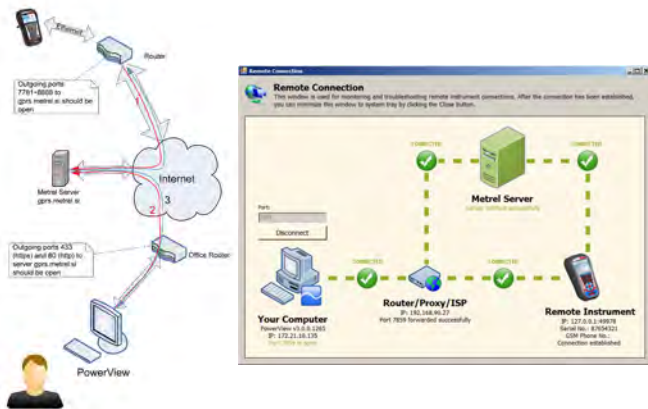 Ethernet
Router
Outgoing ports
7761÷8888 to
gprs.metrel.si should be
open
1
Internet
Metrel Server
gprs.metrel.si
2
3
Outgoing ports 433
(https) and 80 (http) to
server gprs.metrel.si
should be open
Office Router
PowerView
Remote Connection
Remote Connection
This window is used for monitoring and troubleshooting remote instrument connections. After the connection has been established,
you can minimize this window to system tray by clicking the Close button.
CONNECTED
CONNECTED
Metrel Server
Port:
Disconnect
CONNECTED
CONNECTED
Your Computer
PowerView v3.0.0.1265
IP: 172.21.10.135
Router/Proxy/ISP
IP: 192.168.90.27
Port 7859 forwarded successfully
Remote Instrument
IP: 127.0.0.1:49878
Serial No.: 87654321
GSM Phone No.:
Connection established